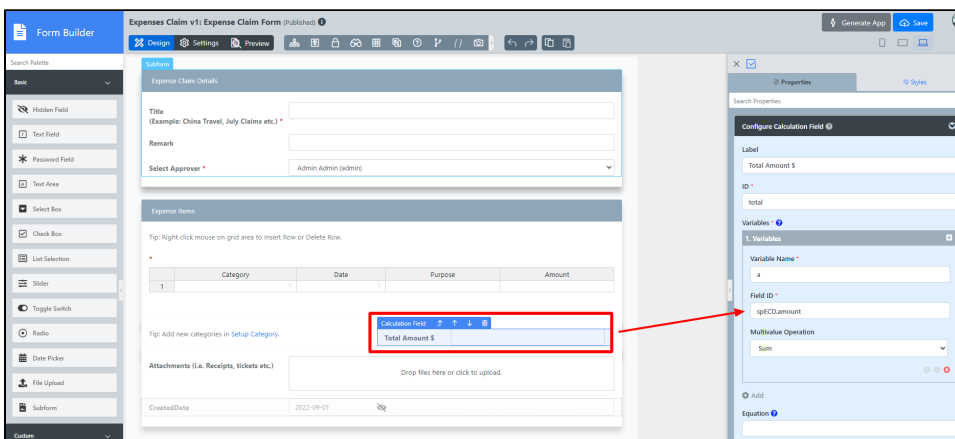 Form Builder
Expenses Claim v1: Expense Claim Form (Published)
Design Settings Preview
Generate App Save
Search Palette
Basic
Hidden Field
Text Field
Password Field
Text Area
Select Box
Check Box
List Selection
Slider
Toggle Switch
Radio
Date Picker
File Upload
Subform
Custom
Subform
Expense Claim Details
Title
(Example: China Travel, July Claims etc.) *
Remark
Select Approver * Admin Admin (admin)
Expense Items
Tip: Right click mouse on grid area to Insert Row or Delete Row.
*
Category Date Purpose Amount
1
Calculation Field
Tip: Add new categories in Setup Category. Total Amount $
Attachments (i.e. Receipts, tickets etc.) Drop files here or click to upload.
CreatedDate 2022-09-01
Properties Styles
Search Properties
Configure Calculation Field
Label
Total Amount $
ID *
total
Variables *
1. Variables
Variable Name *
a
Field ID *
spECD.amount
Multivalue Operation
Sum
Add
Equation